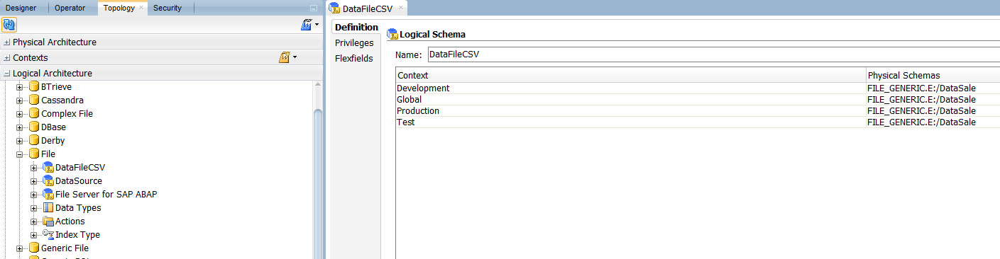 Designer Operator Topology Security
Physical Architecture
Contexts
Logical Architecture
BTrieve
Cassandra
Complex File
DBase
Derby
File
DataFileCSV
DataSource
File Server for SAP ABAP
Data Types
Actions
Index Type
Generic File
DataFileCSV
Definition
Privileges
Flexfields
Logical Schema
Name: DataFileCSV
Context Physical Schemas
Development FILE_GENERIC.E:/DataSale
Global FILE_GENERIC.E:/DataSale
Production FILE_GENERIC.E:/DataSale
Test FILE_GENERIC.E:/DataSale